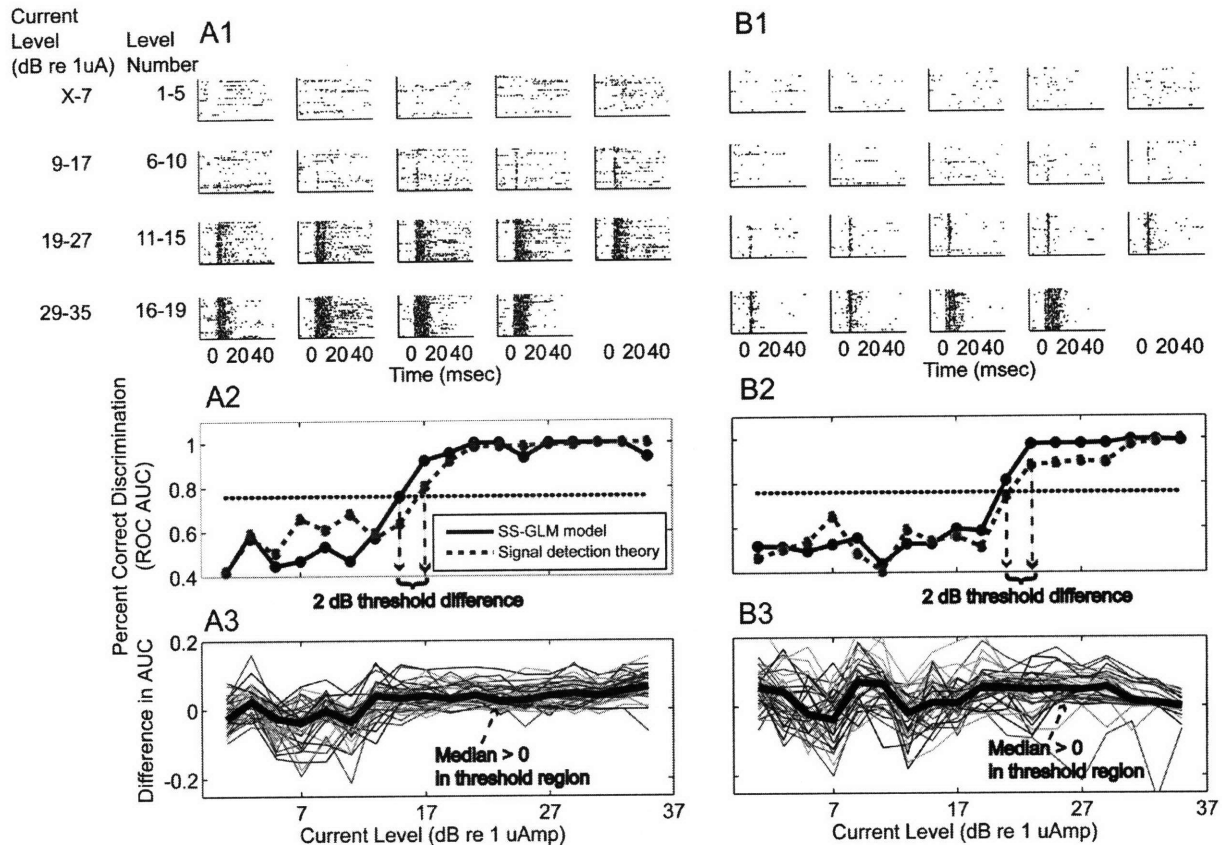 Current
Level
(dB re 1uA)
Level
Number
A1
B1
X-7
1-5
9-17
6-10
19-27
11-15
29-35
16-19
0 2040 0 2040 0 2040 0 2040 0 2040
Time (msec)
0 2040 0 2040 0 2040 0 2040 0 2040
Time (msec)
A2
B2
Percent Correct Discrimination
(ROC AUC)
1
0.8
0.6
0.4
SS-GLM model
Signal detection theory
2 dB threshold difference
2 dB threshold difference
A3
B3
Difference in AUC
0.2
0
-0.2
Median > 0
in threshold region
Median > 0
in threshold region
7 17 27 37
Current Level (dB re 1 uAmp)
7 17 27 37
Current Level (dB re 1 uAmp)